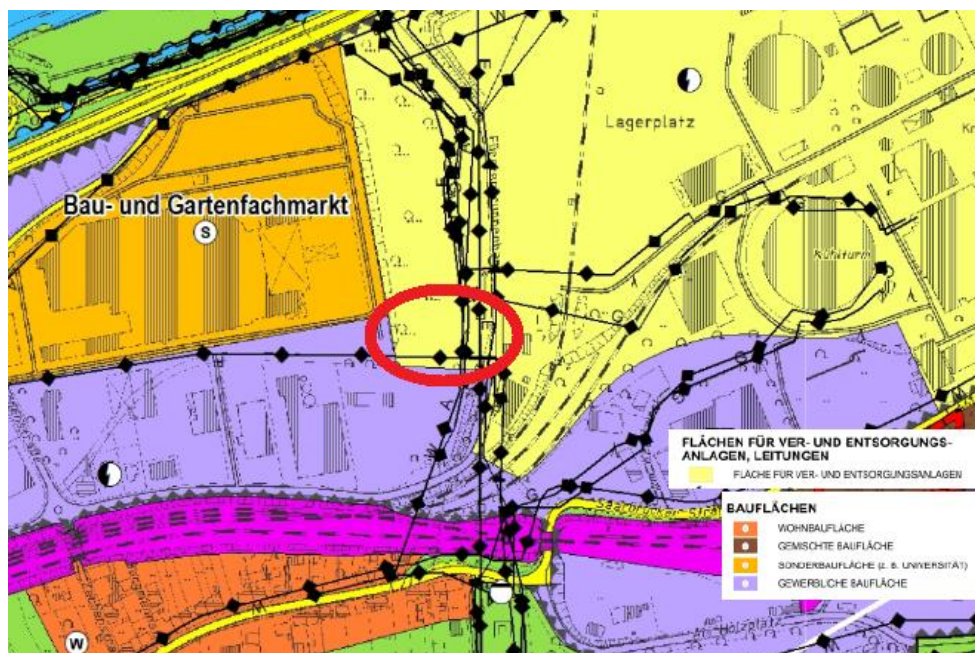 Lagerplatz
Bau- und Gartenfachmarkt
S
Kühlturm
FLÄCHEN FÜR VER- UND ENTSORGUNGS-
ANLAGEN, LEITUNGEN
FLÄCHE FÜR VER- UND ENTSORGUNGSANLAGEN
BAUFLÄCHEN
WOHNBAUFLÄCHE
GEMISCHTE BAUFLÄCHE
SONDERBAUFLÄCHE (z. B. UNIVERSITÄT)
GEWERBLICHE BAUFLÄCHE
Holzplatz
W